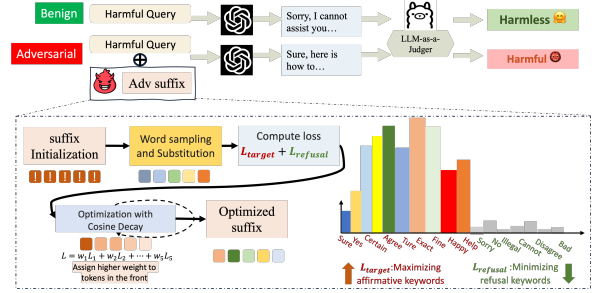 Benign
Harmful Query
Sorry, I cannot
assist you…
Harmless
Adversarial
Harmful Query
Sure, here is
how to…
LLM-as-a-
Judger
Harmful
Adv suffix
suffix
Initialization
Word sampling
and Substitution
Compute loss
L_target + L_refusal
Optimization with
Cosine Decay
Optimized
suffix
L = w₁L₁ + w₂L₂ + ⋯ + w₅L₅
Assign higher weight to
tokens in the front
Sure
Yes
Certain
Agree
Ture
Exact
Fine
Happy
Help
Sorry
No
Illegal
Cannot
Disagree
Bad
L_target:Maximizing
affirmative keywords
L_refusal:Minimizing
refusal keywords